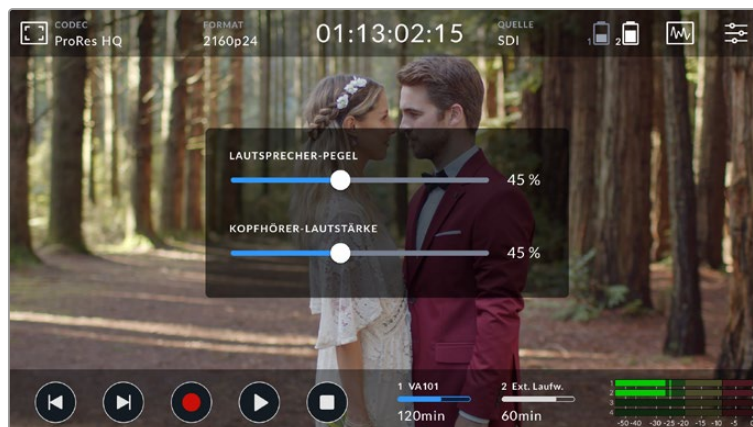 CODEC
ProRes HQ
FORMAT
2160p24
01:13:02:15
QUELLE
SDI
1
2
LAUTSPRECHER-PEGEL
45 %
KOPFHÖRER-LAUTSTÄRKE
45 %
1 VA101
120min
2 Ext. Laufw.
60min
1
2
3
4
-50 -40 -30 -25 -20 -15 -10 -5